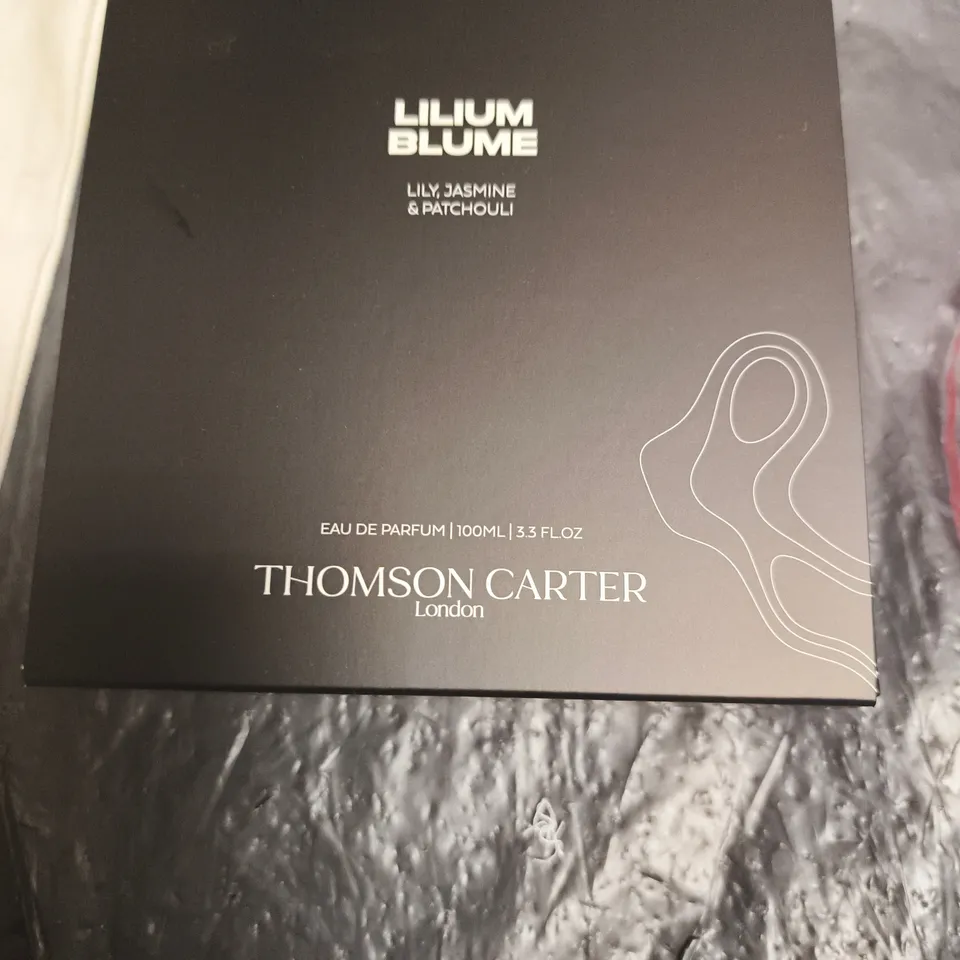 LILIUM
BLUME
LILY, JASMINE
& PATCHOULI
EAU DE PARFUM | 100ML | 3.3 FL.OZ
THOMSON CARTER
London